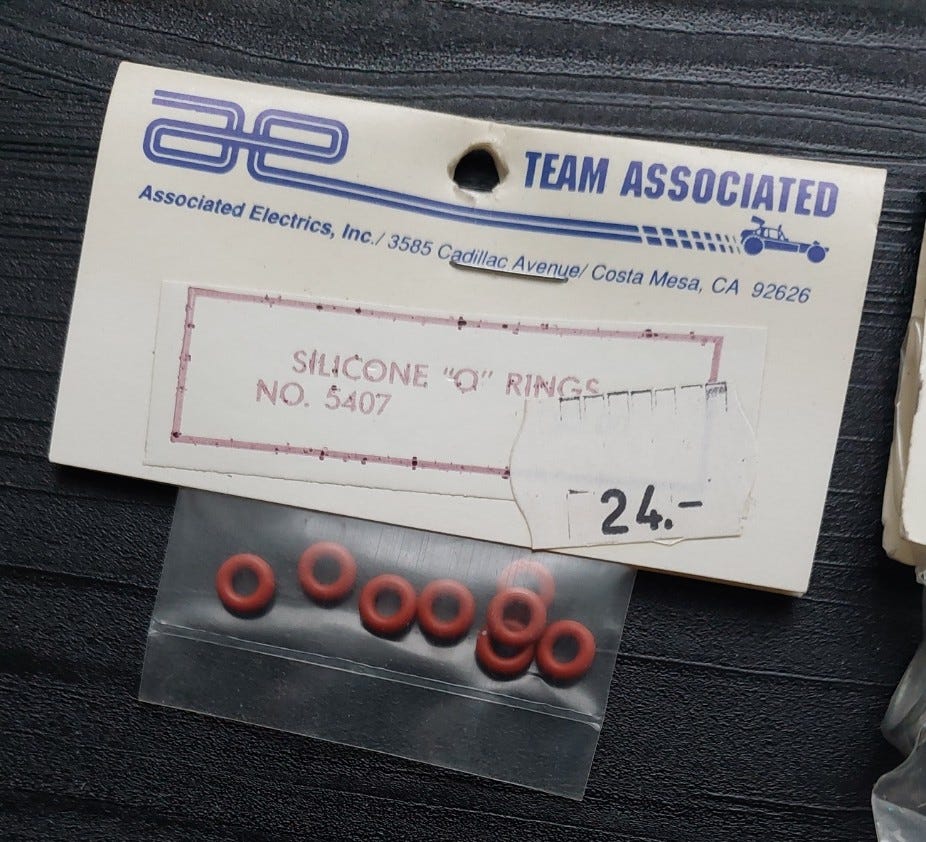 ae
TEAM ASSOCIATED
Associated Electrics, Inc./ 3585 Cadillac Avenue/ Costa Mesa, CA 92626
SILICONE "O" RINGS
NO. 5407
24.-